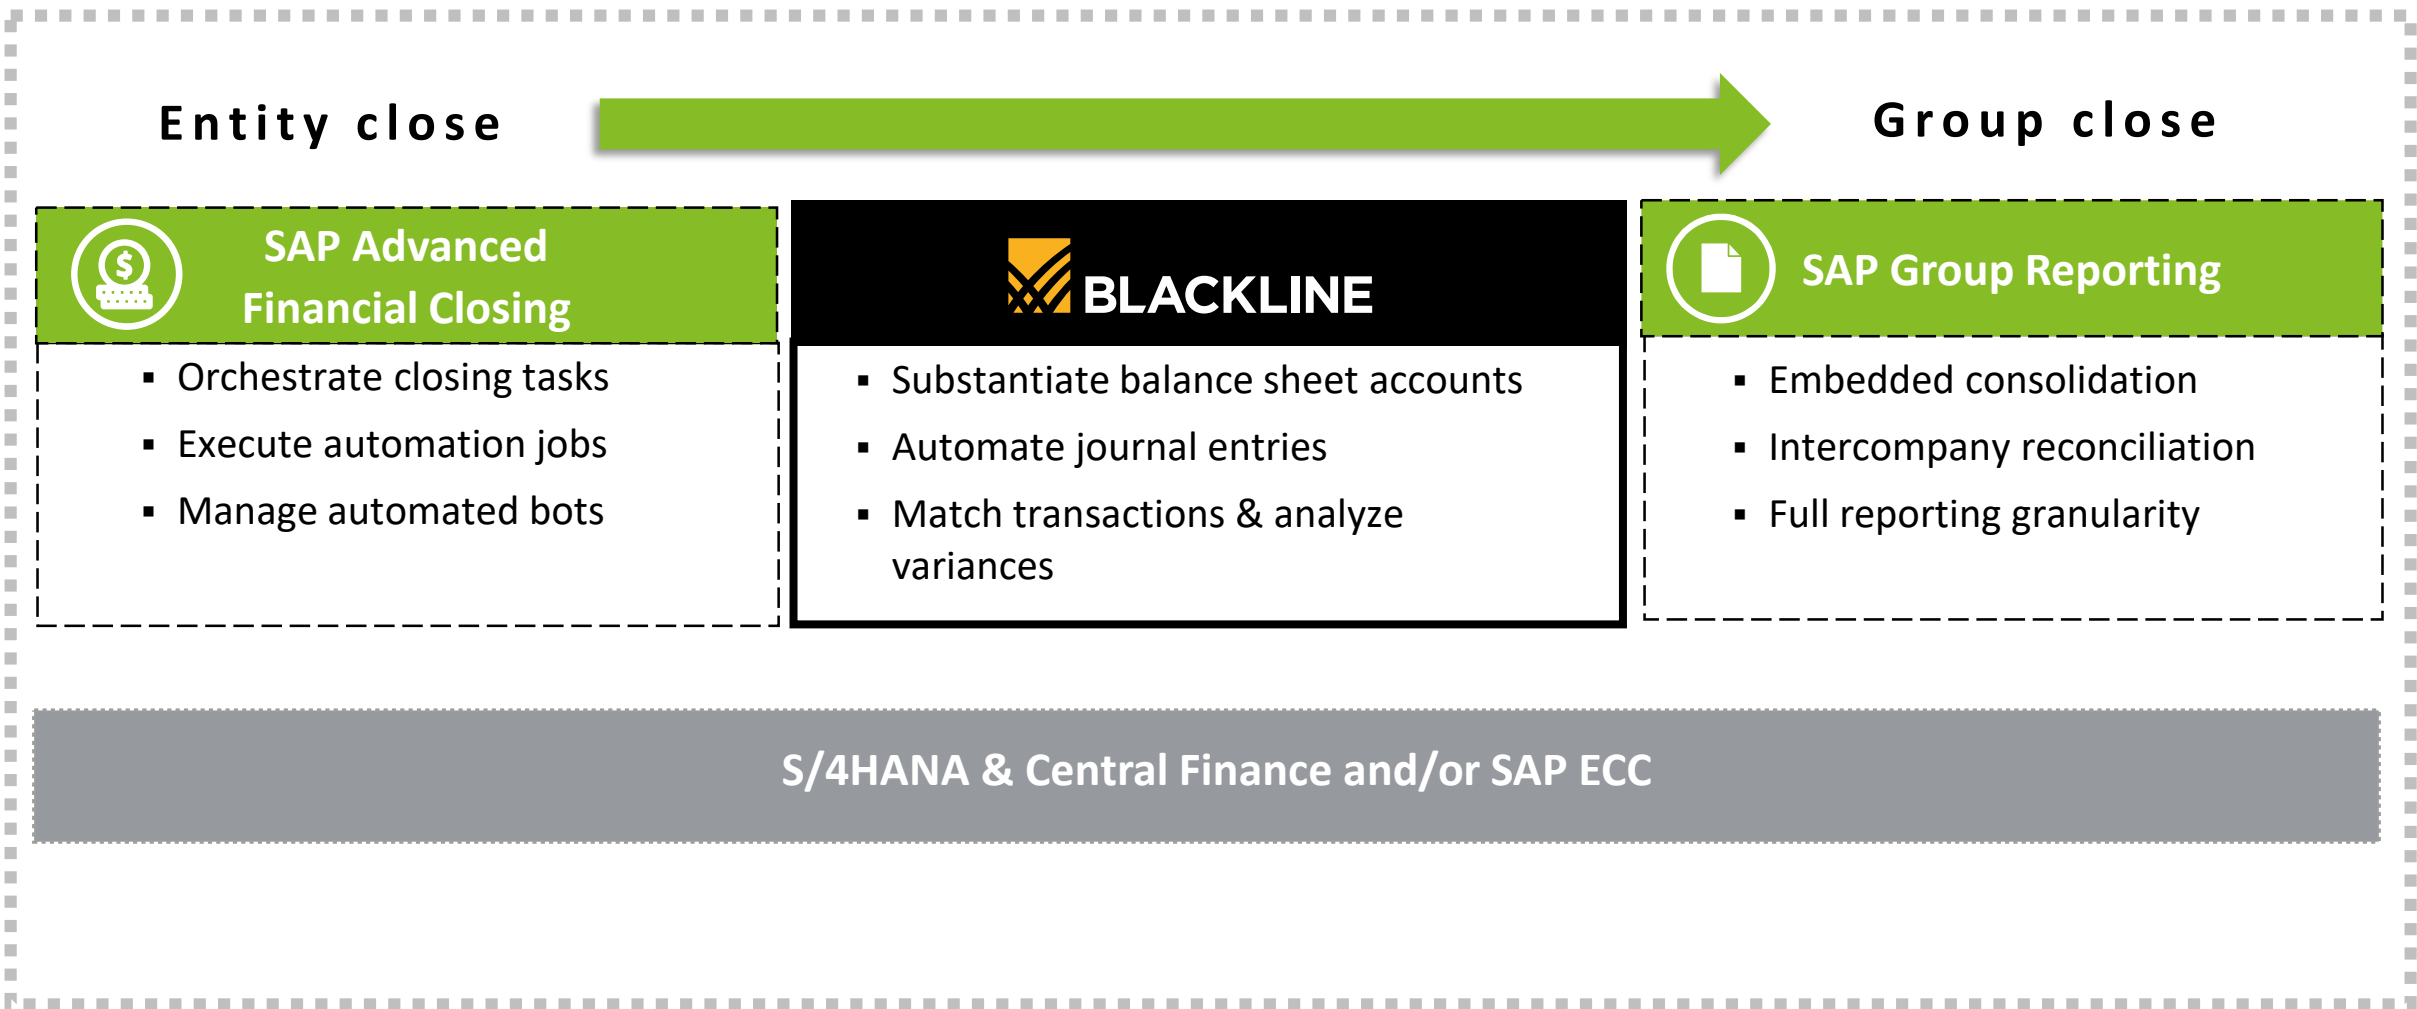 Entity close
Group close
SAP Advanced
Financial Closing
$
▪ Orchestrate closing tasks
▪ Execute automation jobs
▪ Manage automated bots
BLACKLINE
▪ Substantiate balance sheet accounts
▪ Automate journal entries
▪ Match transactions & analyze
variances
SAP Group Reporting
▪ Embedded consolidation
▪ Intercompany reconciliation
▪ Full reporting granularity
S/4HANA & Central Finance and/or SAP ECC